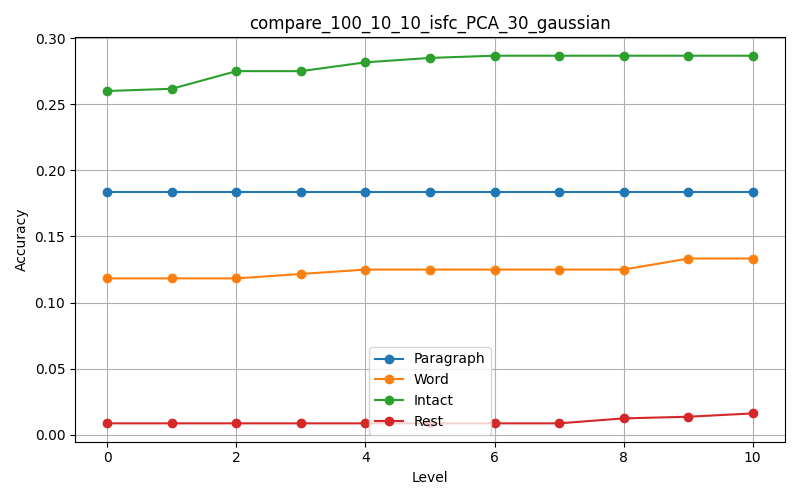 compare_100_10_10_isfc_PCA_30_gaussian
0.30
0.25
0.20
0.15
0.10
0.05
0.00
Accuracy
Paragraph
Word
Intact
Rest
0 2 4 6 8 10
Level